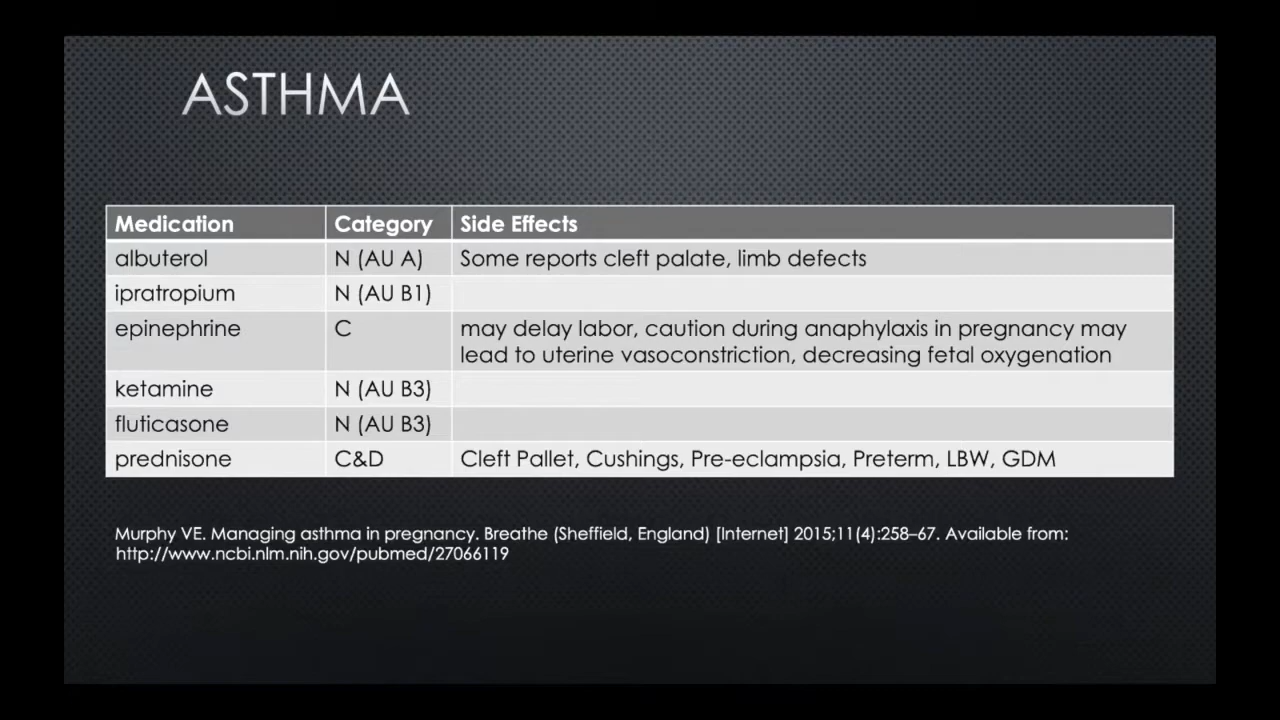 ASTHMA
Medication Category Side Effects
albuterol N (AU A) Some reports cleft palate, limb defects
ipratropium N (AU B1)
epinephrine C may delay labor, caution during anaphylaxis in pregnancy may
lead to uterine vasoconstriction, decreasing fetal oxygenation
ketamine N (AU B3)
fluticasone N (AU B3)
prednisone C&D Cleft Pallet, Cushings, Pre-eclampsia, Preterm, LBW, GDM
Murphy VE. Managing asthma in pregnancy. Breathe (Sheffield, England) [Internet] 2015;11(4):258–67. Available from:
http://www.ncbi.nlm.nih.gov/pubmed/27066119